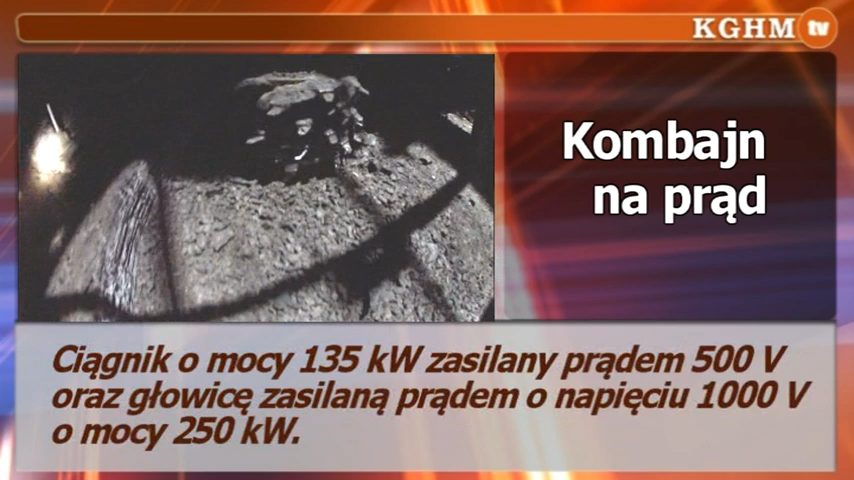 KGHM tv
Kombajn
na prąd
Ciągnik o mocy 135 kW zasilany prądem 500 V
oraz głowicę zasilaną prądem o napięciu 1000 V
o mocy 250 kW.